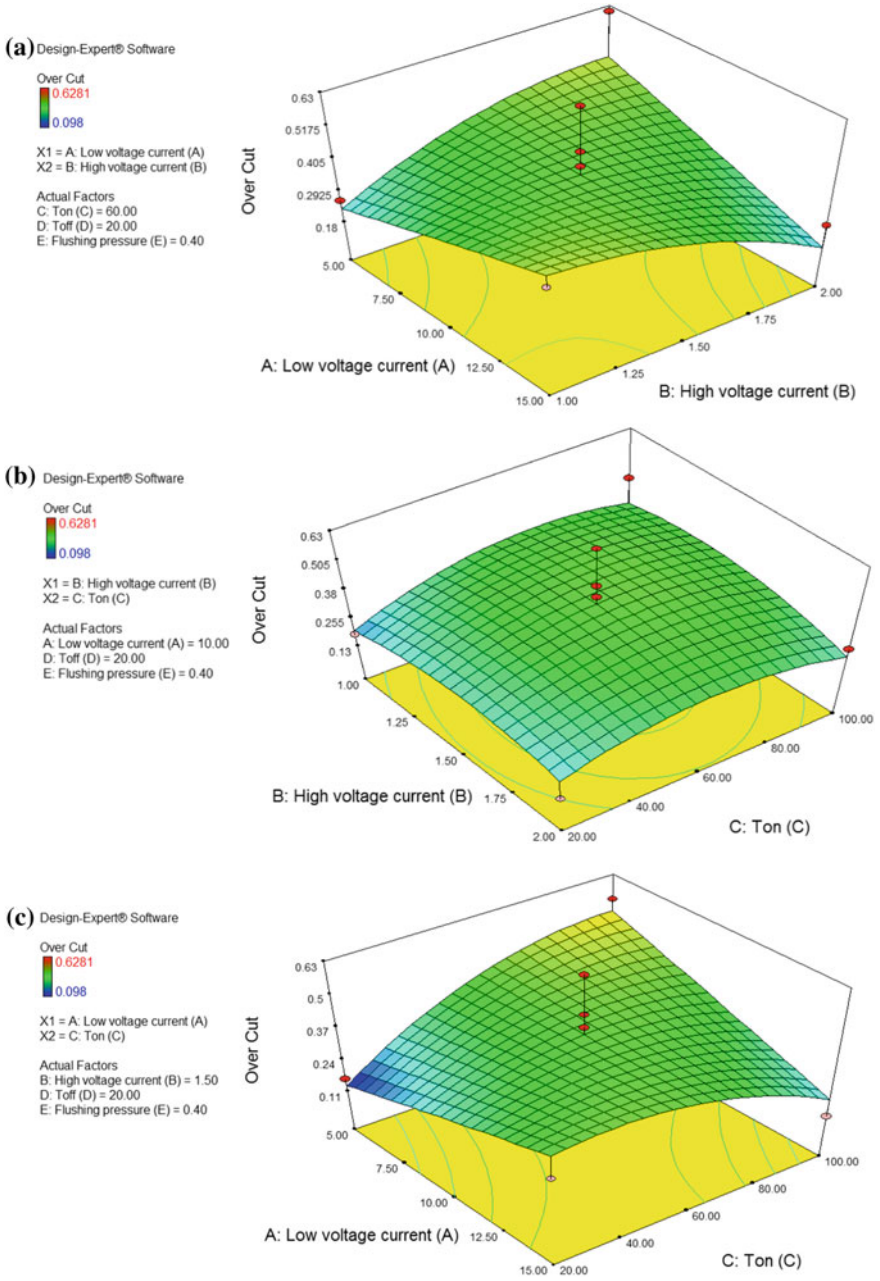 (a) Design-Expert® Software
Over Cut
0.6281
0.098
X1 = A: Low voltage current (A)
X2 = B: High voltage current (B)
Actual Factors
C: Ton (C) = 60.00
D: Toff (D) = 20.00
E: Flushing pressure (E) = 0.40
Over Cut
0.63
0.5175
0.405
0.2925
0.18
5.00
7.50
10.00
12.50
15.00
A: Low voltage current (A)
1.00
1.25
1.50
1.75
2.00
B: High voltage current (B)
(b) Design-Expert® Software
Over Cut
0.6281
0.098
X1 = B: High voltage current (B)
X2 = C: Ton (C)
Actual Factors
A: Low voltage current (A) = 10.00
D: Toff (D) = 20.00
E: Flushing pressure (E) = 0.40
Over Cut
0.63
0.505
0.38
0.255
0.13
1.00
1.25
1.50
1.75
2.00
B: High voltage current (B)
20.00
40.00
60.00
80.00
100.00
C: Ton (C)
(c) Design-Expert® Software
Over Cut
0.6281
0.098
X1 = A: Low voltage current (A)
X2 = C: Ton (C)
Actual Factors
B: High voltage current (B) = 1.50
D: Toff (D) = 20.00
E: Flushing pressure (E) = 0.40
Over Cut
0.63
0.5
0.37
0.24
0.11
5.00
7.50
10.00
12.50
15.00
A: Low voltage current (A)
20.00
40.00
60.00
80.00
100.00
C: Ton (C)